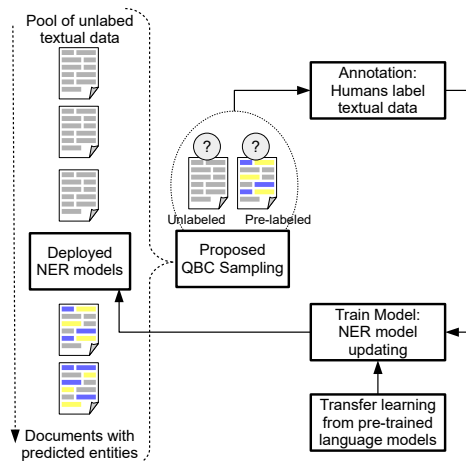 Pool of unlabed
textual data
Annotation:
Humans label
textual data
?
?
Unlabeled
Pre-labeled
Deployed
NER models
Proposed
QBC Sampling
Train Model:
NER model
updating
Transfer learning
from pre-trained
language models
Documents with
predicted entities